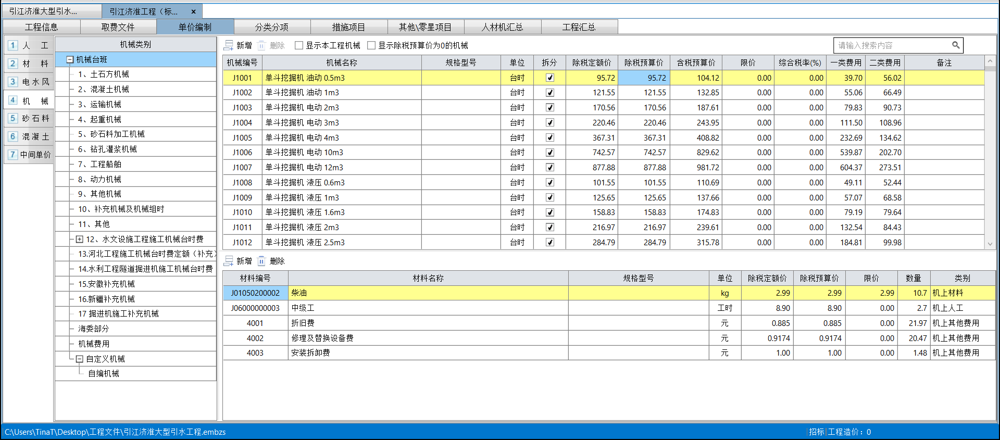 引江济淮大型引水...
引江济淮工程（标... x
工程信息 取费文件 单价编制 分类分项 措施项目 其他\零星项目 人材机汇总 工程汇总
1 人 工
2 材 料
3 电水风
4 机 械
5 砂石料
6 混凝土
7 中间单价
机械类别
机械台班
1、土石方机械
2、混凝土机械
3、运输机械
4、起重机械
5、砂石料加工机械
6、钻孔灌浆机械
7、工程船舶
8、动力机械
9、其他机械
10、补充机械及机械组时
11、其他
12、水文设施工程施工机械台时费
13.河北工程施工机械台时费定额（补充）
14.水利工程隧道掘进机施工机械台时费
15.安徽补充机械
16.新疆补充机械
17 掘进机施工补充机械
海委部分
机械费用
自定义机械
自编机械
新增 删除 显示本工程机械 显示除税预算价为0的机械 请输入搜索内容
机械编号 机械名称 规格型号 单位 拆分 除税定额价 除税预算价 含税预算价 限价 综合税率(%) 一类费用 二类费用 备注
J1001 单斗挖掘机 油动 0.5m3 台时 95.72 95.72 104.12 0.00 0.00 39.70 56.02
J1002 单斗挖掘机 油动 1m3 台时 121.55 121.55 132.85 0.00 0.00 55.06 66.49
J1003 单斗挖掘机 电动 2m3 台时 170.56 170.56 187.61 0.00 0.00 79.83 90.73
J1004 单斗挖掘机 电动 3m3 台时 220.46 220.46 243.95 0.00 0.00 111.50 108.96
J1005 单斗挖掘机 电动 4m3 台时 367.31 367.31 408.82 0.00 0.00 232.69 134.62
J1006 单斗挖掘机 电动 10m3 台时 742.57 742.57 829.62 0.00 0.00 539.87 202.70
J1007 单斗挖掘机 电动 12m3 台时 877.88 877.88 981.72 0.00 0.00 604.37 273.51
J1008 单斗挖掘机 液压 0.6m3 台时 101.55 101.55 110.69 0.00 0.00 49.11 52.44
J1009 单斗挖掘机 液压 1m3 台时 125.65 125.65 137.66 0.00 0.00 57.07 68.58
J1010 单斗挖掘机 液压 1.6m3 台时 158.83 158.83 174.83 0.00 0.00 79.19 79.64
J1011 单斗挖掘机 液压 2m3 台时 216.97 216.97 239.61 0.00 0.00 132.54 84.43
J1012 单斗挖掘机 液压 2.5m3 台时 284.79 284.79 315.78 0.00 0.00 184.81 99.98
新增 删除
材料编号 材料名称 规格型号 单位 除税定额价 除税预算价 限价 数量 类别
J01050200002 柴油 kg 2.99 2.99 2.99 10.7 机上材料
J06000000003 中级工 工时 8.90 8.90 0.00 2.7 机上人工
4001 折旧费 元 0.885 0.885 0.00 21.97 机上其他费用
4002 修理及替换设备费 元 0.9174 0.9174 0.00 20.47 机上其他费用
4003 安装拆卸费 元 1.00 1.00 0.00 1.48 机上其他费用
C:\Users\TinaT\Desktop\工程文件\引江济淮大型引水工程.embzs 招标 工程造价：0